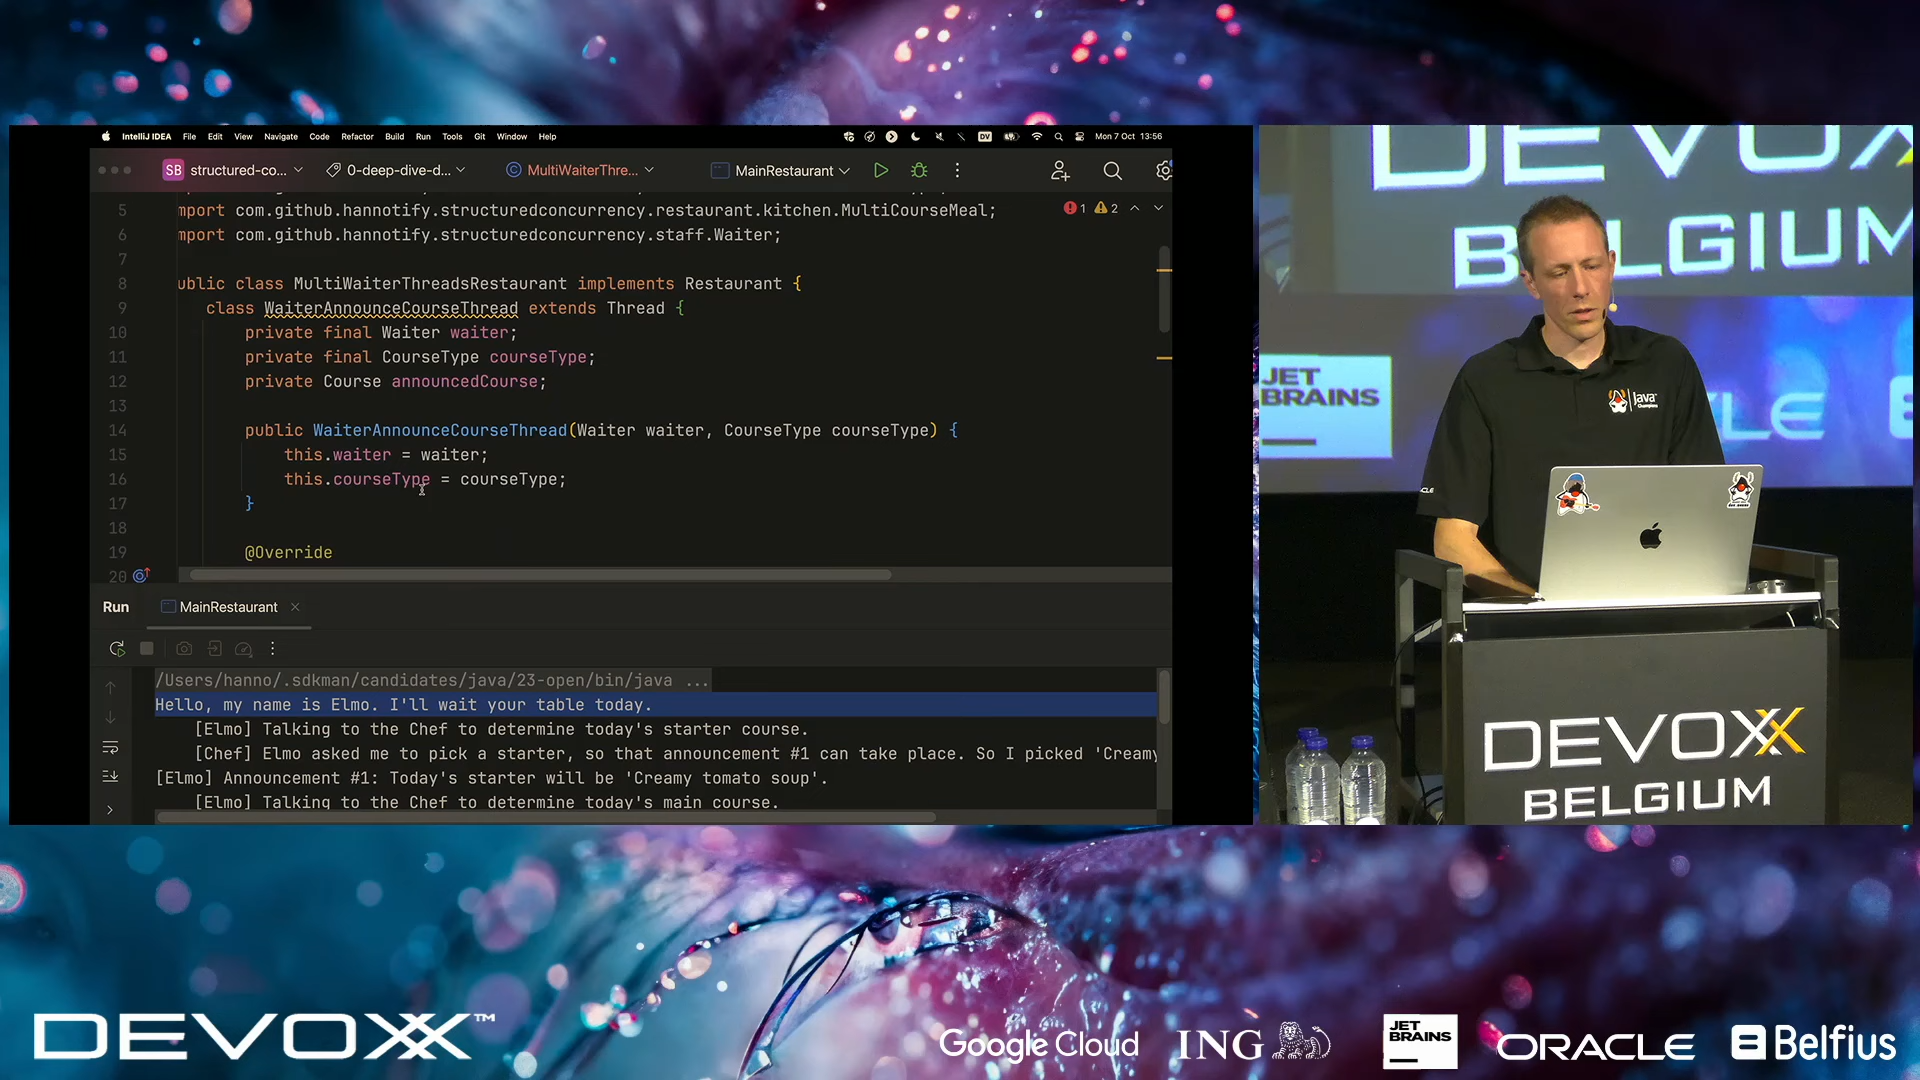 IntelliJ IDEA File Edit View Navigate Code Refactor Build Run Tools Git Window Help
DV
Mon 7 Oct 13:56
SB structured-co...
0-deep-dive-d...
MultiWaiterThre...
MainRestaurant
5 mport com.github.hannotify.structuredconcurrency.restaurant.kitchen.MultiCourseMeal;
1 2
6 mport com.github.hannotify.structuredconcurrency.staff.Waiter;
7
8 ublic class MultiWaiterThreadsRestaurant implements Restaurant {
9 class WaiterAnnounceCourseThread extends Thread {
10 private final Waiter waiter;
11 private final CourseType courseType;
12 private Course announcedCourse;
13
14 public WaiterAnnounceCourseThread(Waiter waiter, CourseType courseType) {
15 this.waiter = waiter;
16 this.courseType = courseType;
17 }
18
19 @Override
20
Run MainRestaurant
/Users/hanno/.sdkman/candidates/java/23-open/bin/java ...
Hello, my name is Elmo. I'll wait your table today.
[Elmo] Talking to the Chef to determine today's starter course.
[Chef] Elmo asked me to pick a starter, so that announcement #1 can take place. So I picked 'Creamy
[Elmo] Announcement #1: Today's starter will be 'Creamy tomato soup'.
[Elmo] Talking to the Chef to determine today's main course.
DEVOXX
BELGIUM
JET
BRAINS
Java
Champions
DEVOXX
BELGIUM
DEVOXX™
Google Cloud
ING
JET
BRAINS
ORACLE
Belfius